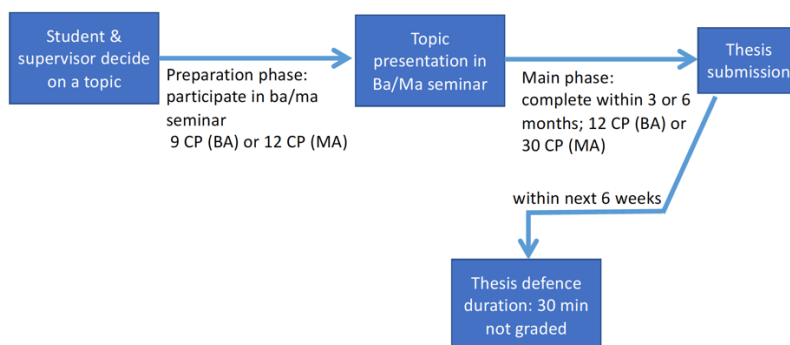 Student &
supervisor decide
on a topic
Preparation phase:
participate in ba/ma
seminar
9 CP (BA) or 12 CP (MA)
Topic
presentation in
Ba/Ma seminar
Main phase:
complete within 3 or 6
months; 12 CP (BA) or
30 CP (MA)
Thesis
submission
within next 6 weeks
Thesis defence
duration: 30 min
not graded